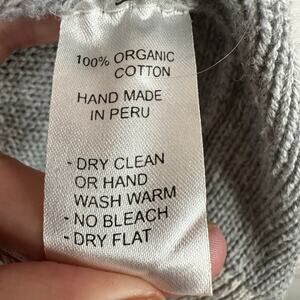 100% ORGANIC
COTTON
HAND MADE
IN PERU
- DRY CLEAN
OR HAND
WASH WARM
- NO BLEACH
- DRY FLAT